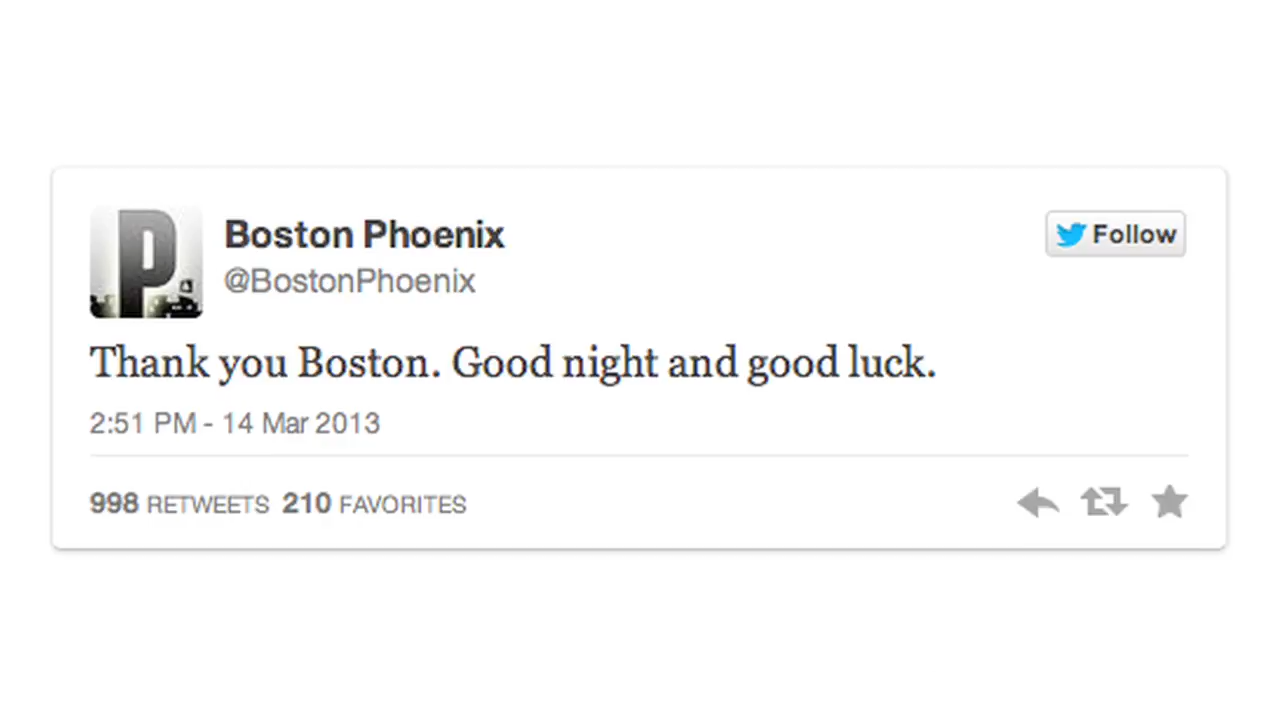 P.
Boston Phoenix
Follow
@BostonPhoenix
Thank you Boston. Good night and good luck.
2:51 PM - 14 Mar 2013
998 RETWEETS 210 FAVORITES